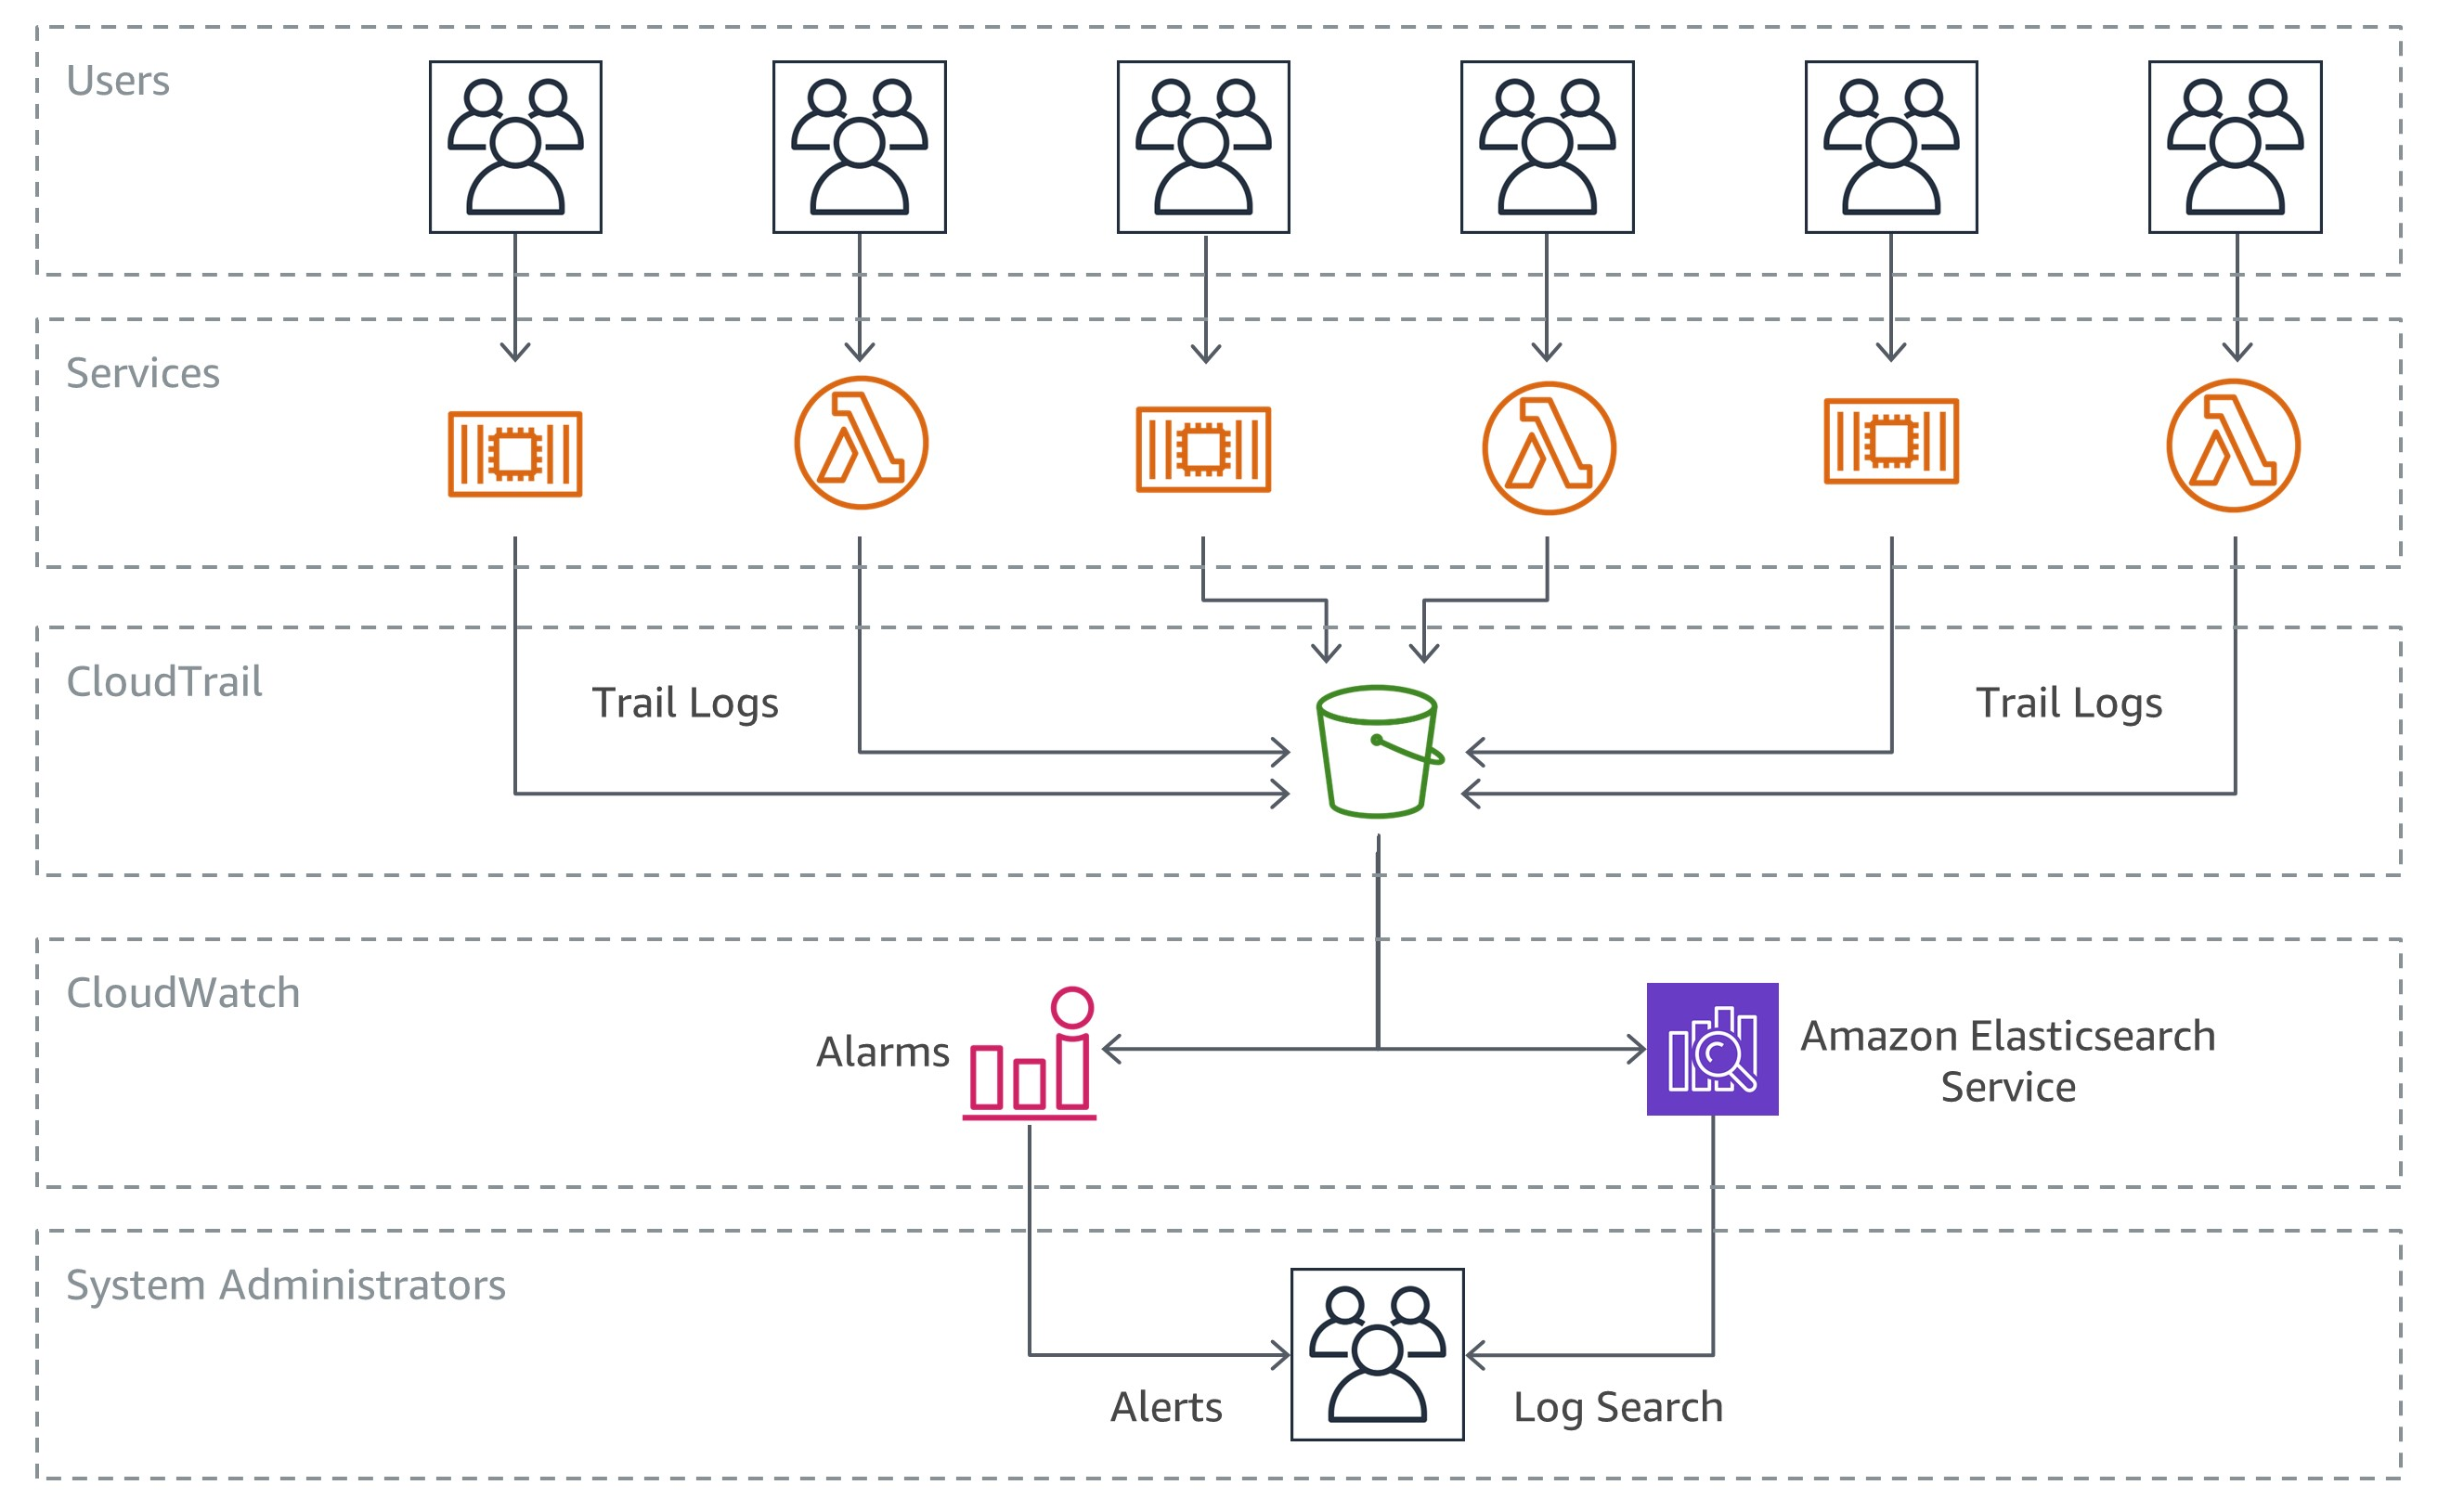 Users
Services
CloudTrail
Trail Logs
Trail Logs
CloudWatch
Alarms
Amazon Elasticsearch
Service
System Administrators
Alerts
Log Search